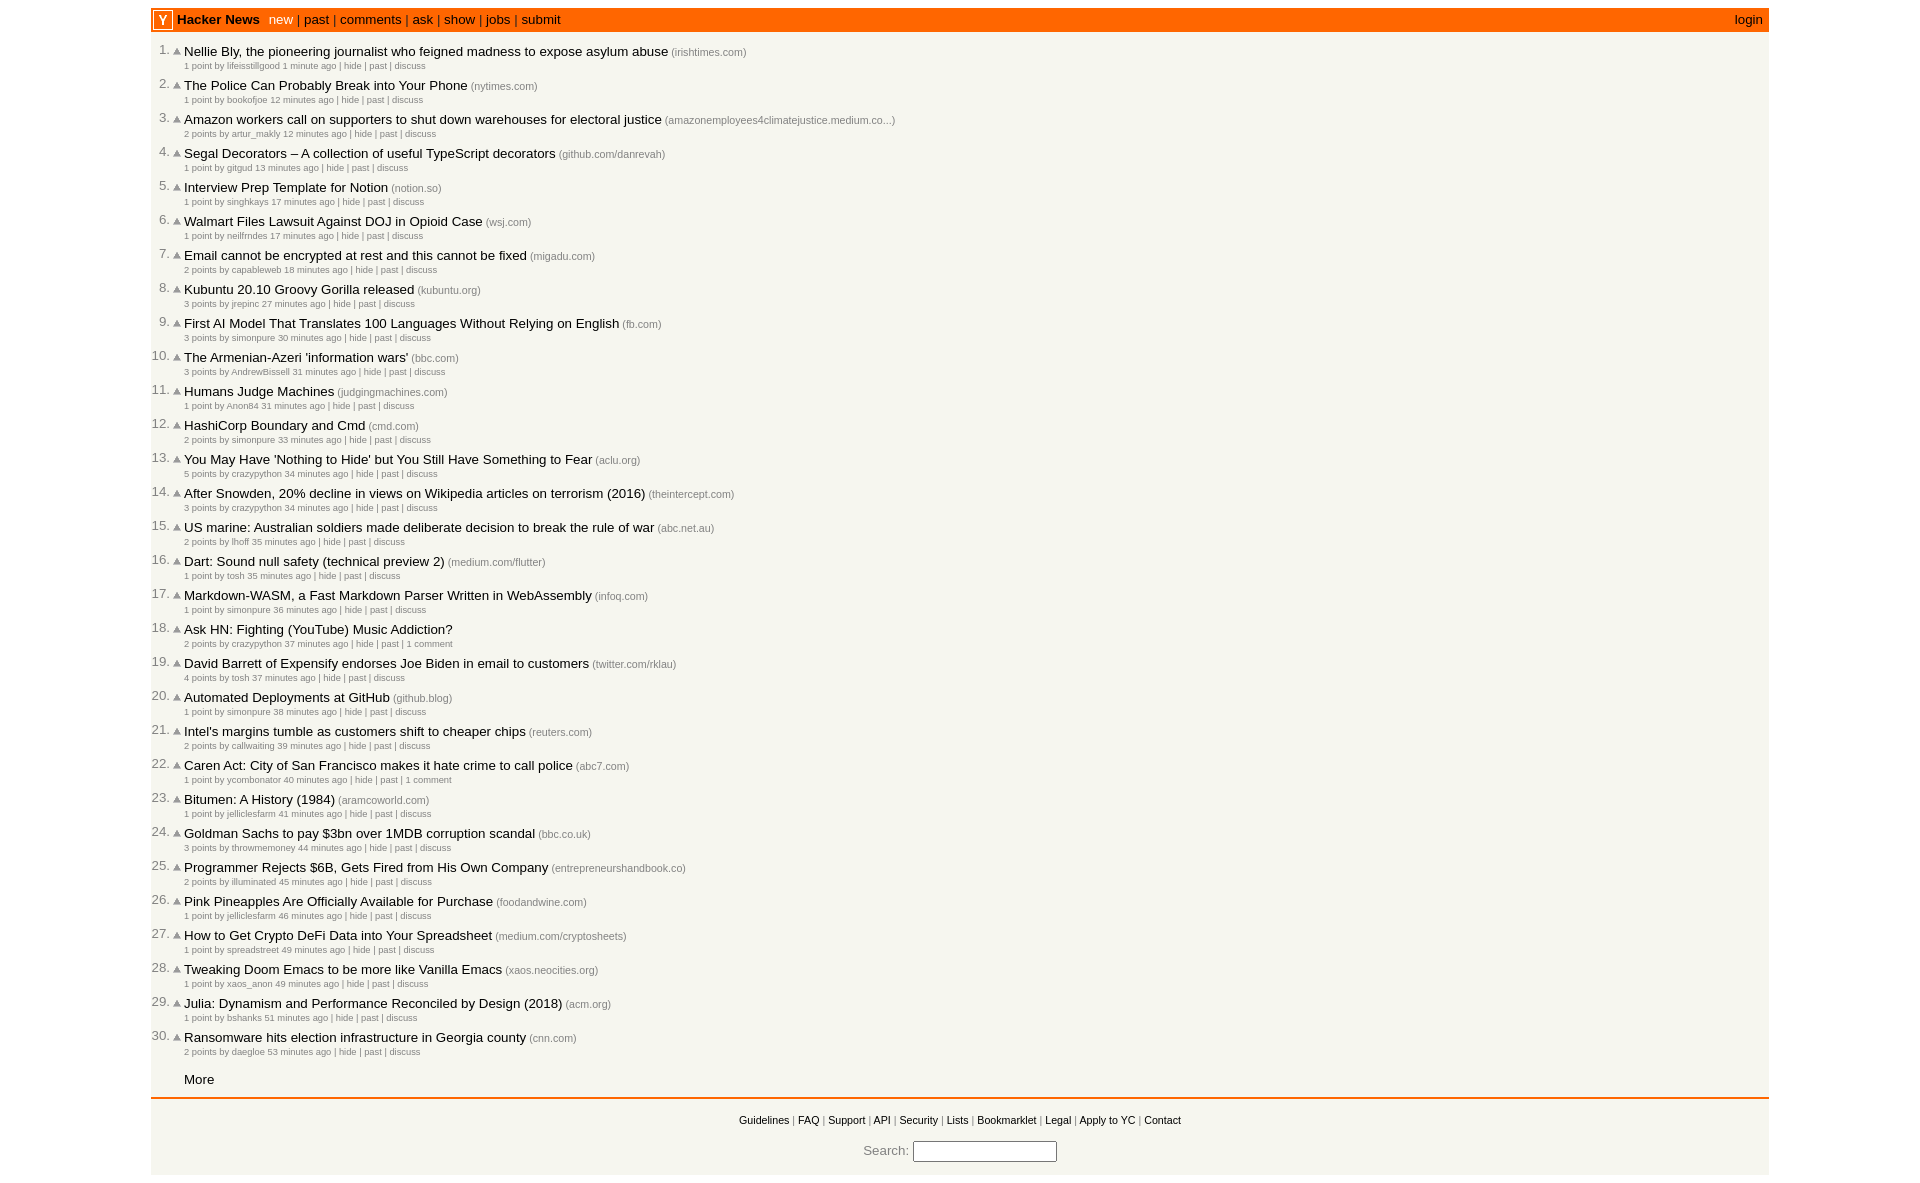 Y Hacker News new | past | comments | ask | show | jobs | submit login
1. Nellie Bly, the pioneering journalist who feigned madness to expose asylum abuse (irishtimes.com)
1 point by lifeisstillgood 1 minute ago | hide | past | discuss
2. The Police Can Probably Break into Your Phone (nytimes.com)
1 point by bookofjoe 12 minutes ago | hide | past | discuss
3. Amazon workers call on supporters to shut down warehouses for electoral justice (amazonemployees4climatejustice.medium.co...)
2 points by artur_makly 12 minutes ago | hide | past | discuss
4. Segal Decorators – A collection of useful TypeScript decorators (github.com/danrevah)
1 point by gitgud 13 minutes ago | hide | past | discuss
5. Interview Prep Template for Notion (notion.so)
1 point by singhkays 17 minutes ago | hide | past | discuss
6. Walmart Files Lawsuit Against DOJ in Opioid Case (wsj.com)
1 point by neilfrndes 17 minutes ago | hide | past | discuss
7. Email cannot be encrypted at rest and this cannot be fixed (migadu.com)
2 points by capableweb 18 minutes ago | hide | past | discuss
8. Kubuntu 20.10 Groovy Gorilla released (kubuntu.org)
3 points by jrepinc 27 minutes ago | hide | past | discuss
9. First AI Model That Translates 100 Languages Without Relying on English (fb.com)
3 points by simonpure 30 minutes ago | hide | past | discuss
10. The Armenian-Azeri 'information wars' (bbc.com)
3 points by AndrewBissell 31 minutes ago | hide | past | discuss
11. Humans Judge Machines (judgingmachines.com)
1 point by Anon84 31 minutes ago | hide | past | discuss
12. HashiCorp Boundary and Cmd (cmd.com)
2 points by simonpure 33 minutes ago | hide | past | discuss
13. You May Have 'Nothing to Hide' but You Still Have Something to Fear (aclu.org)
5 points by crazypython 34 minutes ago | hide | past | discuss
14. After Snowden, 20% decline in views on Wikipedia articles on terrorism (2016) (theintercept.com)
3 points by crazypython 34 minutes ago | hide | past | discuss
15. US marine: Australian soldiers made deliberate decision to break the rule of war (abc.net.au)
2 points by lhoff 35 minutes ago | hide | past | discuss
16. Dart: Sound null safety (technical preview 2) (medium.com/flutter)
1 point by tosh 35 minutes ago | hide | past | discuss
17. Markdown-WASM, a Fast Markdown Parser Written in WebAssembly (infoq.com)
1 point by simonpure 36 minutes ago | hide | past | discuss
18. Ask HN: Fighting (YouTube) Music Addiction?
2 points by crazypython 37 minutes ago | hide | past | 1 comment
19. David Barrett of Expensify endorses Joe Biden in email to customers (twitter.com/rklau)
4 points by tosh 37 minutes ago | hide | past | discuss
20. Automated Deployments at GitHub (github.blog)
1 point by simonpure 38 minutes ago | hide | past | discuss
21. Intel's margins tumble as customers shift to cheaper chips (reuters.com)
2 points by callwaiting 39 minutes ago | hide | past | discuss
22. Caren Act: City of San Francisco makes it hate crime to call police (abc7.com)
1 point by ycombonator 40 minutes ago | hide | past | 1 comment
23. Bitumen: A History (1984) (aramcoworld.com)
1 point by jelliclesfarm 41 minutes ago | hide | past | discuss
24. Goldman Sachs to pay $3bn over 1MDB corruption scandal (bbc.co.uk)
3 points by throwmemoney 44 minutes ago | hide | past | discuss
25. Programmer Rejects $6B, Gets Fired from His Own Company (entrepreneurshandbook.co)
2 points by illuminated 45 minutes ago | hide | past | discuss
26. Pink Pineapples Are Officially Available for Purchase (foodandwine.com)
1 point by jelliclesfarm 46 minutes ago | hide | past | discuss
27. How to Get Crypto DeFi Data into Your Spreadsheet (medium.com/cryptosheets)
1 point by spreadstreet 49 minutes ago | hide | past | discuss
28. Tweaking Doom Emacs to be more like Vanilla Emacs (xaos.neocities.org)
1 point by xaos_anon 49 minutes ago | hide | past | discuss
29. Julia: Dynamism and Performance Reconciled by Design (2018) (acm.org)
1 point by bshanks 51 minutes ago | hide | past | discuss
30. Ransomware hits election infrastructure in Georgia county (cnn.com)
2 points by daegloe 53 minutes ago | hide | past | discuss
More
Guidelines | FAQ | Support | API | Security | Lists | Bookmarklet | Legal | Apply to YC | Contact
Search: